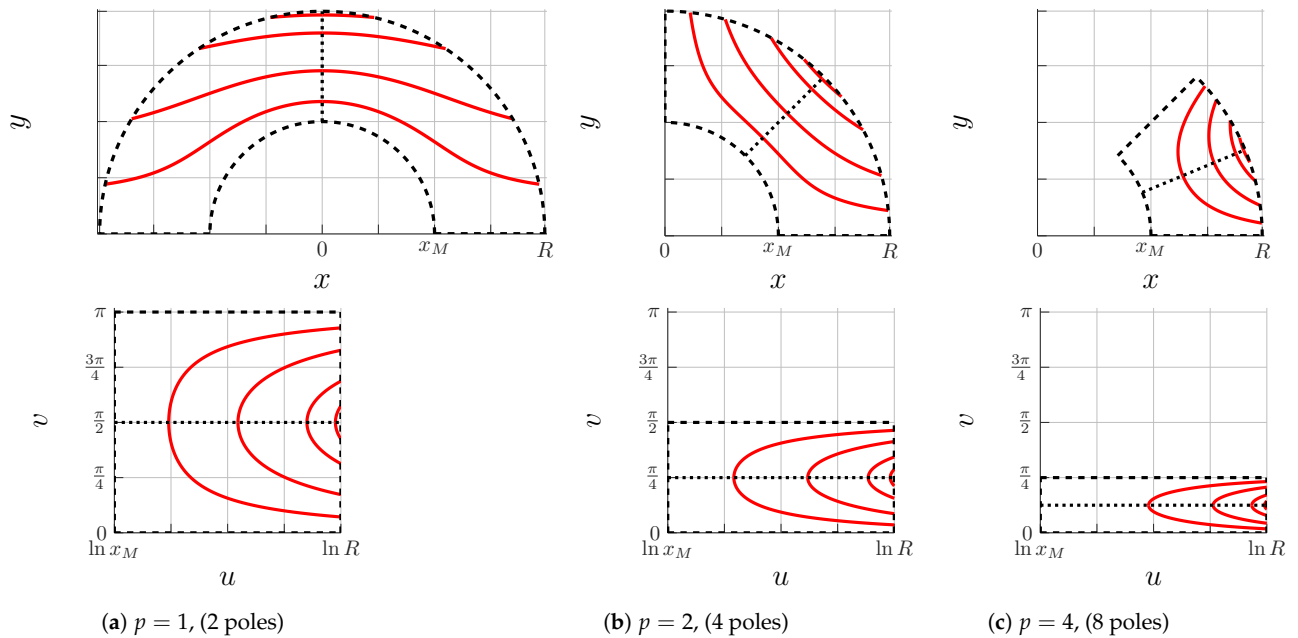 y
0
x_M
R
x
y
0
x_M
R
x
y
0
x_M
R
x
π
3π/4
π/2
π/4
0
v
ln x_M
ln R
u
π
3π/4
π/2
π/4
0
v
ln x_M
ln R
u
π
3π/4
π/2
π/4
0
v
ln x_M
ln R
u
(a) p = 1, (2 poles)
(b) p = 2, (4 poles)
(c) p = 4, (8 poles)